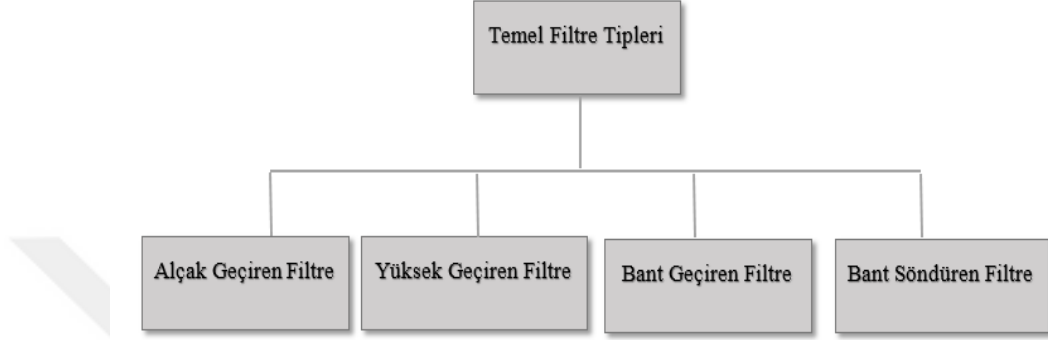 Temel Filtre Tipleri
Alçak Geçiren Filtre
Yüksek Geçiren Filtre
Bant Geçiren Filtre
Bant Söndüren Filtre